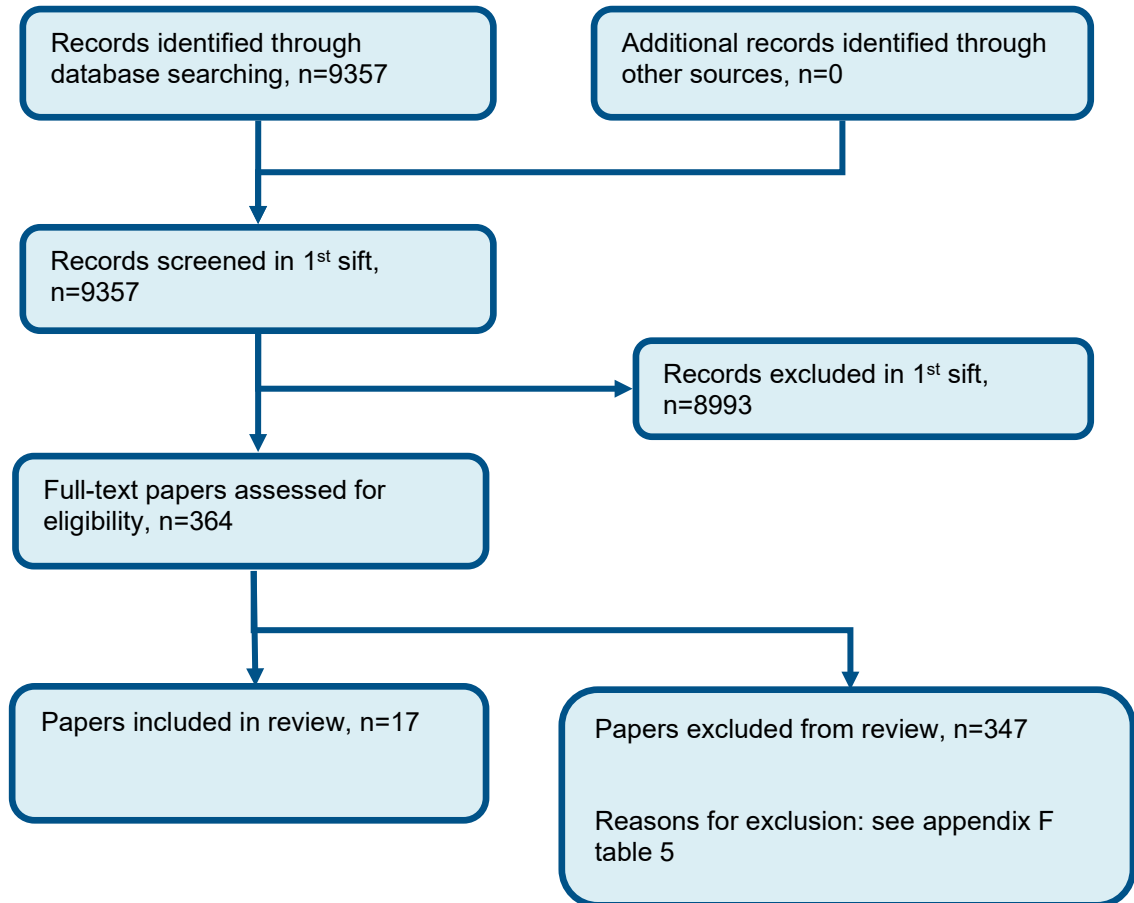 Records identified through
database searching, n=9357
Additional records identified through
other sources, n=0
Records screened in 1st sift,
n=9357
Records excluded in 1st sift,
n=8993
Full-text papers assessed for
eligibility, n=364
Papers included in review, n=17
Papers excluded from review, n=347
Reasons for exclusion: see appendix F
table 5